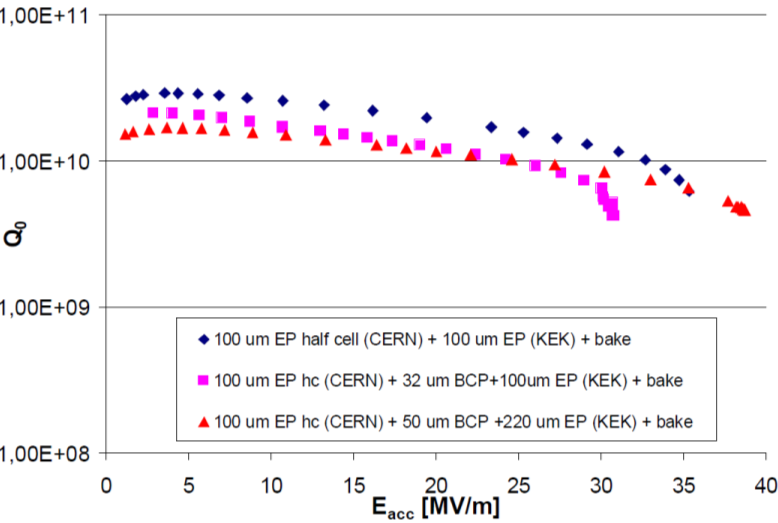 1,00E+11
1,00E+10
Q0
1,00E+09
100 um EP half cell (CERN) + 100 um EP (KEK) + bake
100 um EP hc (CERN) + 32 um BCP+100um EP (KEK) + bake
100 um EP hc (CERN) + 50 um BCP +220 um EP (KEK) + bake
1,00E+08
0 5 10 15 20 25 30 35 40
Eacc [MV/m]